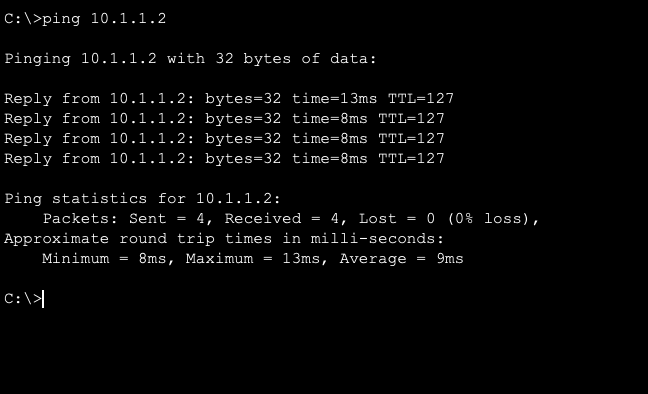 C:\>ping 10.1.1.2
Pinging 10.1.1.2 with 32 bytes of data:
Reply from 10.1.1.2: bytes=32 time=13ms TTL=127
Reply from 10.1.1.2: bytes=32 time=8ms TTL=127
Reply from 10.1.1.2: bytes=32 time=8ms TTL=127
Reply from 10.1.1.2: bytes=32 time=8ms TTL=127
Ping statistics for 10.1.1.2:
    Packets: Sent = 4, Received = 4, Lost = 0 (0% loss),
Approximate round trip times in milli-seconds:
    Minimum = 8ms, Maximum = 13ms, Average = 9ms
C:\>